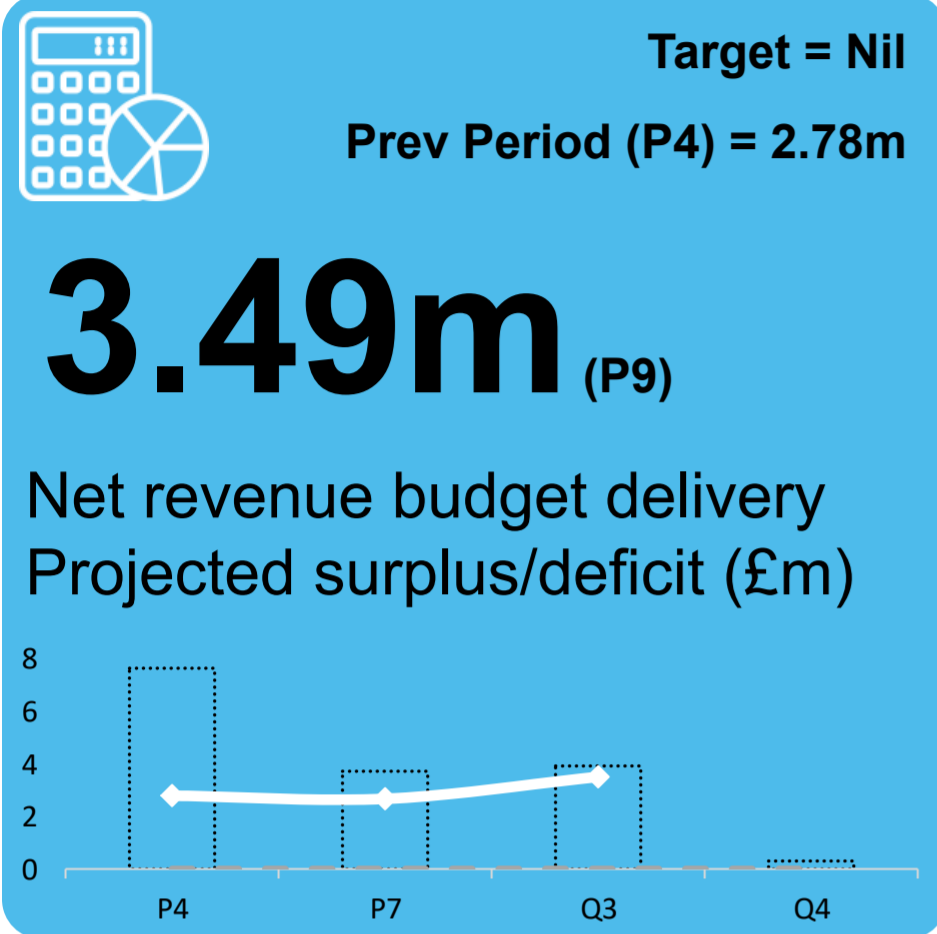 Target = Nil
Prev Period (P4) = 2.78m
3.49m (P9)
Net revenue budget delivery
Projected surplus/deficit (£m)
8
6
4
2
0
P4 P7 Q3 Q4